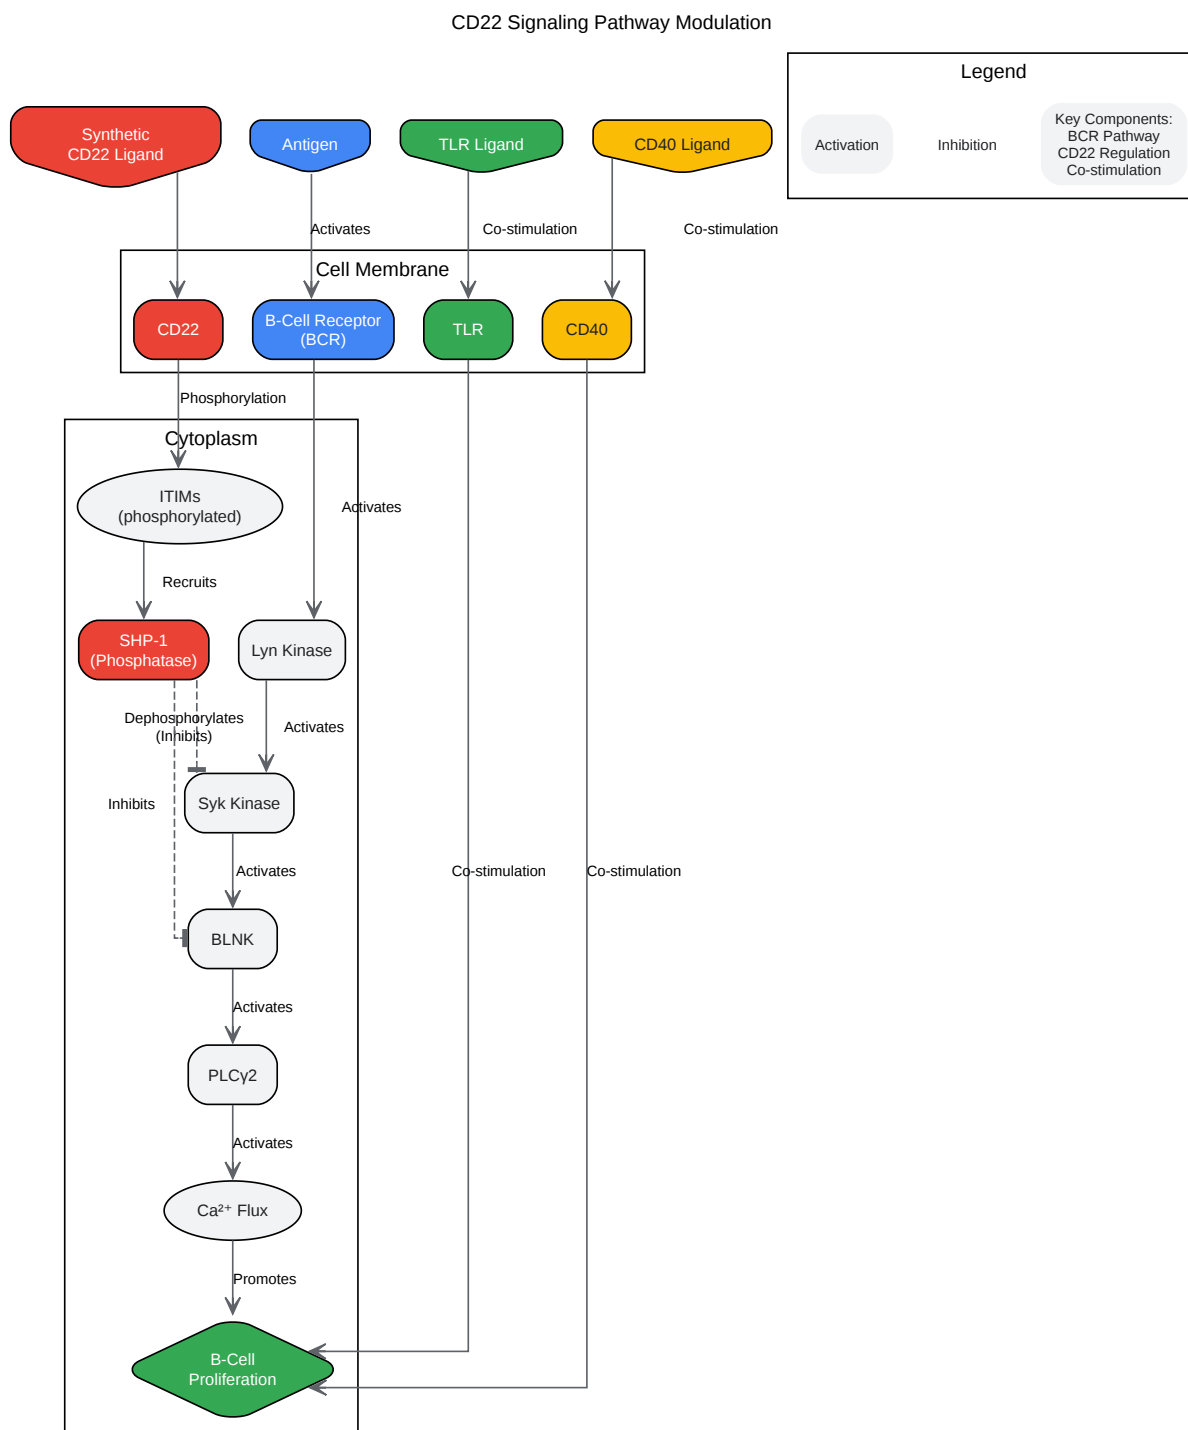 CD22 Signaling Pathway Modulation
Legend
Activation
Inhibition
Key Components:
BCR Pathway
CD22 Regulation
Co-stimulation
Synthetic
CD22 Ligand
Antigen
TLR Ligand
CD40 Ligand
Activates
Co-stimulation
Co-stimulation
Cell Membrane
CD22
B-Cell Receptor
(BCR)
TLR
CD40
Phosphorylation
Cytoplasm
ITIMs
(phosphorylated)
Activates
Recruits
SHP-1
(Phosphatase)
Lyn Kinase
Dephosphorylates
(Inhibits)
Activates
Inhibits
Syk Kinase
Activates
Co-stimulation
Co-stimulation
BLNK
Activates
PLCγ2
Activates
Ca²⁺ Flux
Promotes
B-Cell
Proliferation